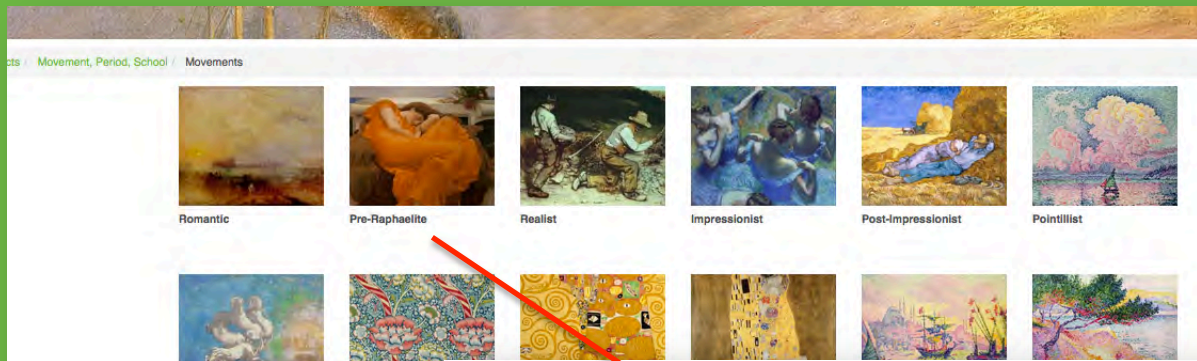 cts / Movement, Period, School / Movements
Romantic Pre-Raphaelite Realist Impressionist Post-Impressionist Pointillist